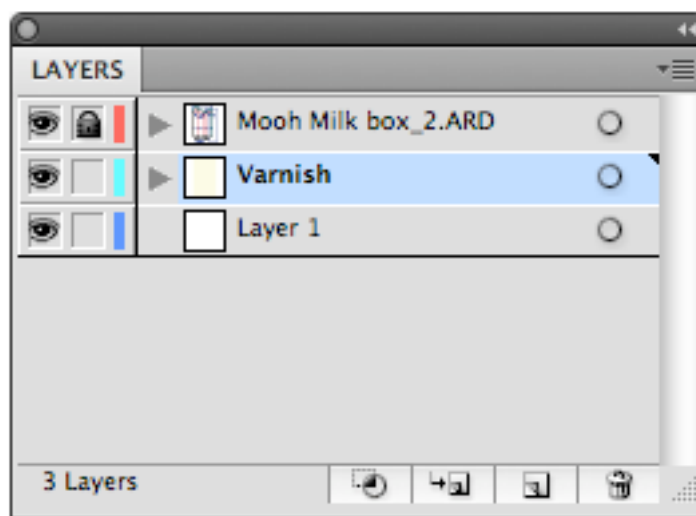 LAYERS
Mooh Milk box_2.ARD
Varnish
Layer 1
3 Layers